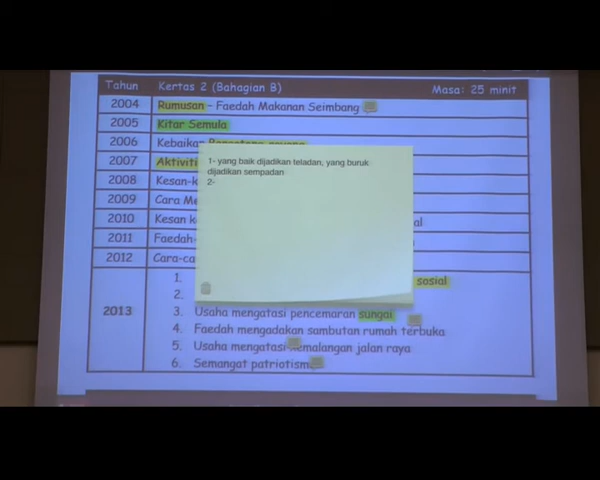 Tahun Kertas 2 (Bahagian B) Masa: 25 minit
2004 Rumusan - Faedah Makanan Seimbang
2005 Kitar Semula
2006 Kebaikan
2007 Aktiviti
1- yang baik dijadikan teladan, yang buruk
dijadikan sempadan
2-
2008 Kesan-k
2009 Cara Me
2010 Kesan k al
2011 Faedah-
2012 Cara-ca
2013
1. sosial
2.
3. Usaha mengatasi pencemaran sungai
4. Faedah mengadakan sambutan rumah terbuka
5. Usaha mengatasi kemalangan jalan raya
6. Semangat patriotisme